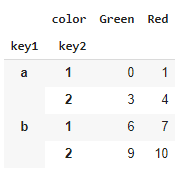 color Green Red
key1 key2
a 1 0 1
2 3 4
b 1 6 7
2 9 10